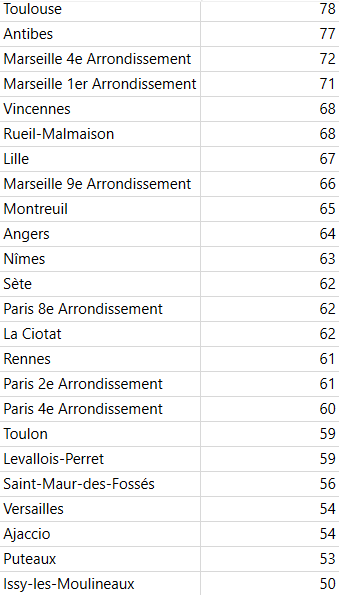 Toulouse 78
Antibes 77
Marseille 4e Arrondissement 72
Marseille 1er Arrondissement 71
Vincennes 68
Rueil-Malmaison 68
Lille 67
Marseille 9e Arrondissement 66
Montreuil 65
Angers 64
Nîmes 63
Sète 62
Paris 8e Arrondissement 62
La Ciotat 62
Rennes 61
Paris 2e Arrondissement 61
Paris 4e Arrondissement 60
Toulon 59
Levallois-Perret 59
Saint-Maur-des-Fossés 56
Versailles 54
Ajaccio 54
Puteaux 53
Issy-les-Moulineaux 50